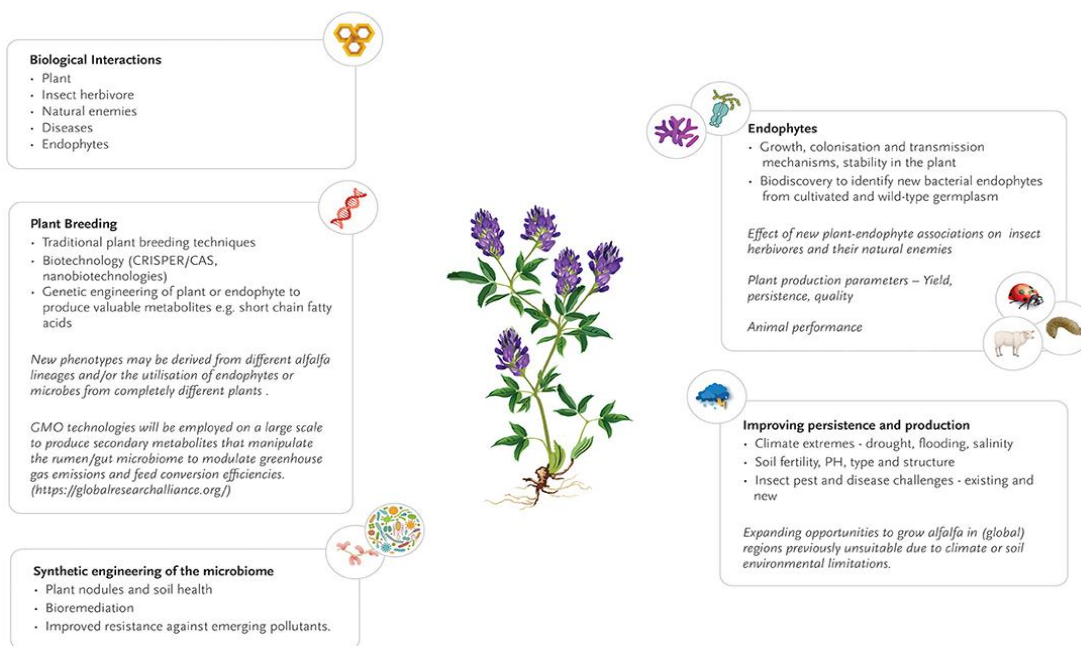 Biological Interactions
• Plant
• Insect herbivore
• Natural enemies
• Diseases
• Endophytes
Plant Breeding
• Traditional plant breeding techniques
• Biotechnology (CRISPER/CAS,
nanobiotechnologies)
• Genetic engineering of plant or endophyte to
produce valuable metabolites e.g. short chain fatty
acids
New phenotypes may be derived from different alfalfa
lineages and/or the utilisation of endophytes or
microbes from completely different plants .
GMO technologies will be employed on a large scale
to produce secondary metabolites that manipulate
the rumen/gut microbiome to modulate greenhouse
gas emissions and feed conversion efficiencies.
(https://globalresearchalliance.org/)
Synthetic engineering of the microbiome
• Plant nodules and soil health
• Bioremediation
• Improved resistance against emerging pollutants.
Endophytes
• Growth, colonisation and transmission
mechanisms, stability in the plant
• Biodiscovery to identify new bacterial endophytes
from cultivated and wild-type germplasm
Effect of new plant-endophyte associations on insect
herbivores and their natural enemies
Plant production parameters – Yield,
persistence, quality
Animal performance
Improving persistence and production
• Climate extremes - drought, flooding, salinity
• Soil fertility, PH, type and structure
• Insect pest and disease challenges - existing and
new
Expanding opportunities to grow alfalfa in (global)
regions previously unsuitable due to climate or soil
environmental limitations.